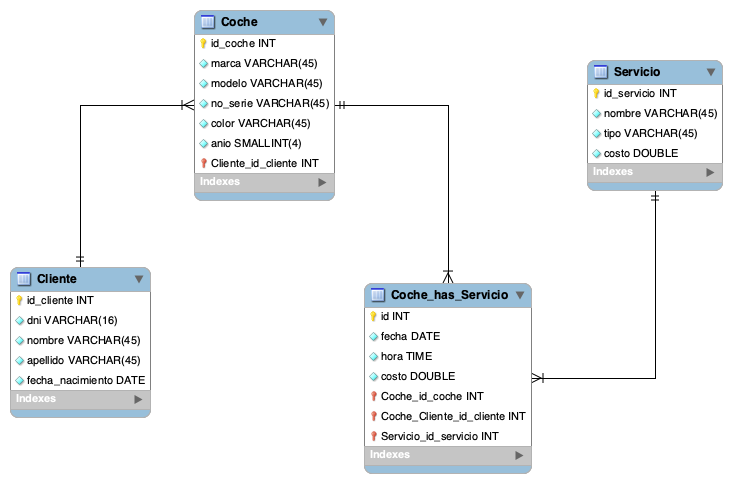 Coche
id_coche INT
marca VARCHAR(45)
modelo VARCHAR(45)
no_serie VARCHAR(45)
color VARCHAR(45)
anio SMALLINT(4)
Cliente_id_cliente INT
Indexes
Servicio
id_servicio INT
nombre VARCHAR(45)
tipo VARCHAR(45)
costo DOUBLE
Indexes
Cliente
id_cliente INT
dni VARCHAR(16)
nombre VARCHAR(45)
apellido VARCHAR(45)
fecha_nacimiento DATE
Indexes
Coche_has_Servicio
id INT
fecha DATE
hora TIME
costo DOUBLE
Coche_id_coche INT
Coche_Cliente_id_cliente INT
Servicio_id_servicio INT
Indexes